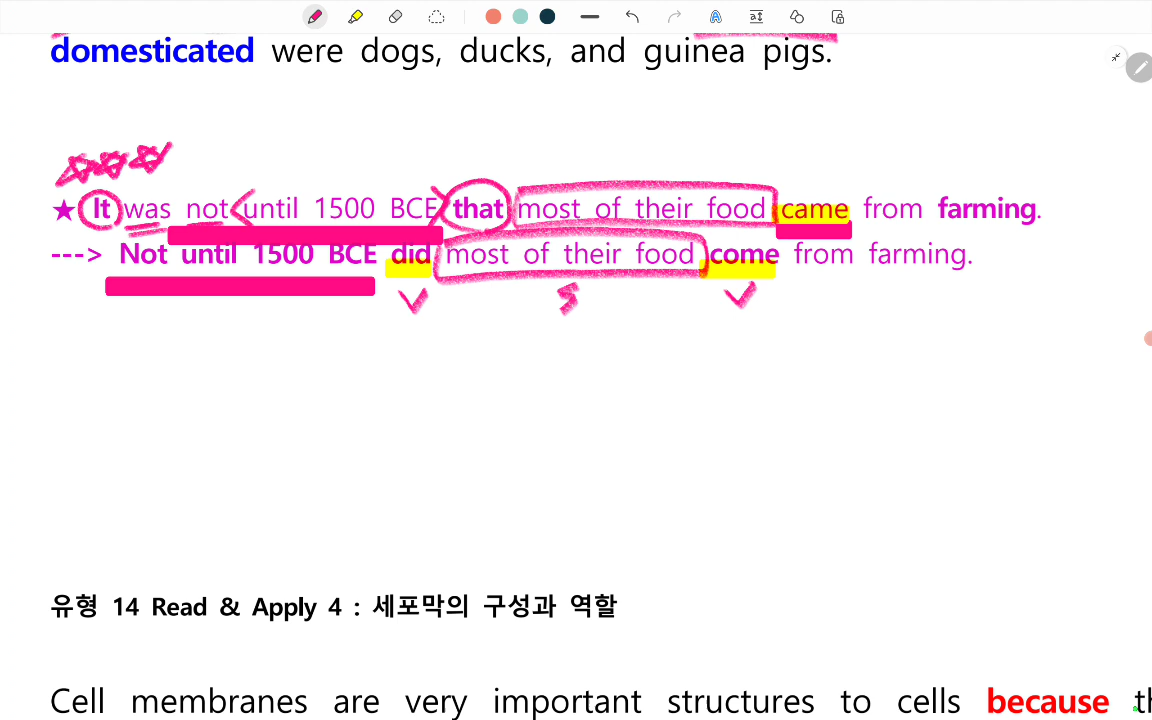 domesticated were dogs, ducks, and guinea pigs.
★ It was not until 1500 BCE that most of their food came from farming.
---> Not until 1500 BCE did most of their food come from farming.
V S V
유형 14 Read & Apply 4 : 세포막의 구성과 역할
Cell membranes are very important structures to cells because th